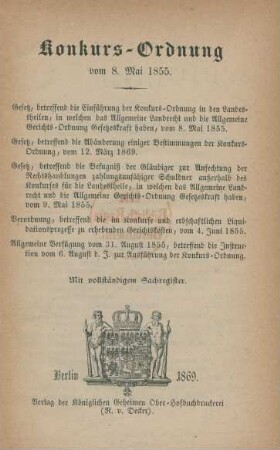 Konkurs-Ordnung
vom 8. Mai 1855.
Gesetz, betreffend die Einführung der Konkurs-Ordnung in den Landes-
theilen, in welchen das Allgemeine Landrecht und die Allgemeine
Gerichts-Ordnung Gesetzeskraft haben, vom 8. Mai 1855.
Gesetz, betreffend die Abänderung einiger Bestimmungen der Konkurs-
Ordnung, vom 12. März 1869.
Gesetz, betreffend die Befugniß der Gläubiger zur Anfechtung der
Rechtshandlungen zahlungsunfähiger Schuldner außerhalb des
Konkurses für die Landestheile, in welchen das Allgemeine Land-
recht und die Allgemeine Gerichts-Ordnung Gesetzeskraft haben,
vom 9. Mai 1855.
Verordnung, betreffend die im Konkurse und erbschaftlichen Liqui-
dationsprozesse zu erhebenden Gerichtskosten, vom 4. Juni 1855.
Allgemeine Verfügung vom 31. August 1855, betreffend die Instruc-
tion vom 6. August d. J. zur Ausführung der Konkurs-Ordnung.
Mit vollständigem Sachregister.
Berlin 1869.
Verlag der Königlichen Geheimen Ober-Hofbuchdruckerei
(R. v. Decker).